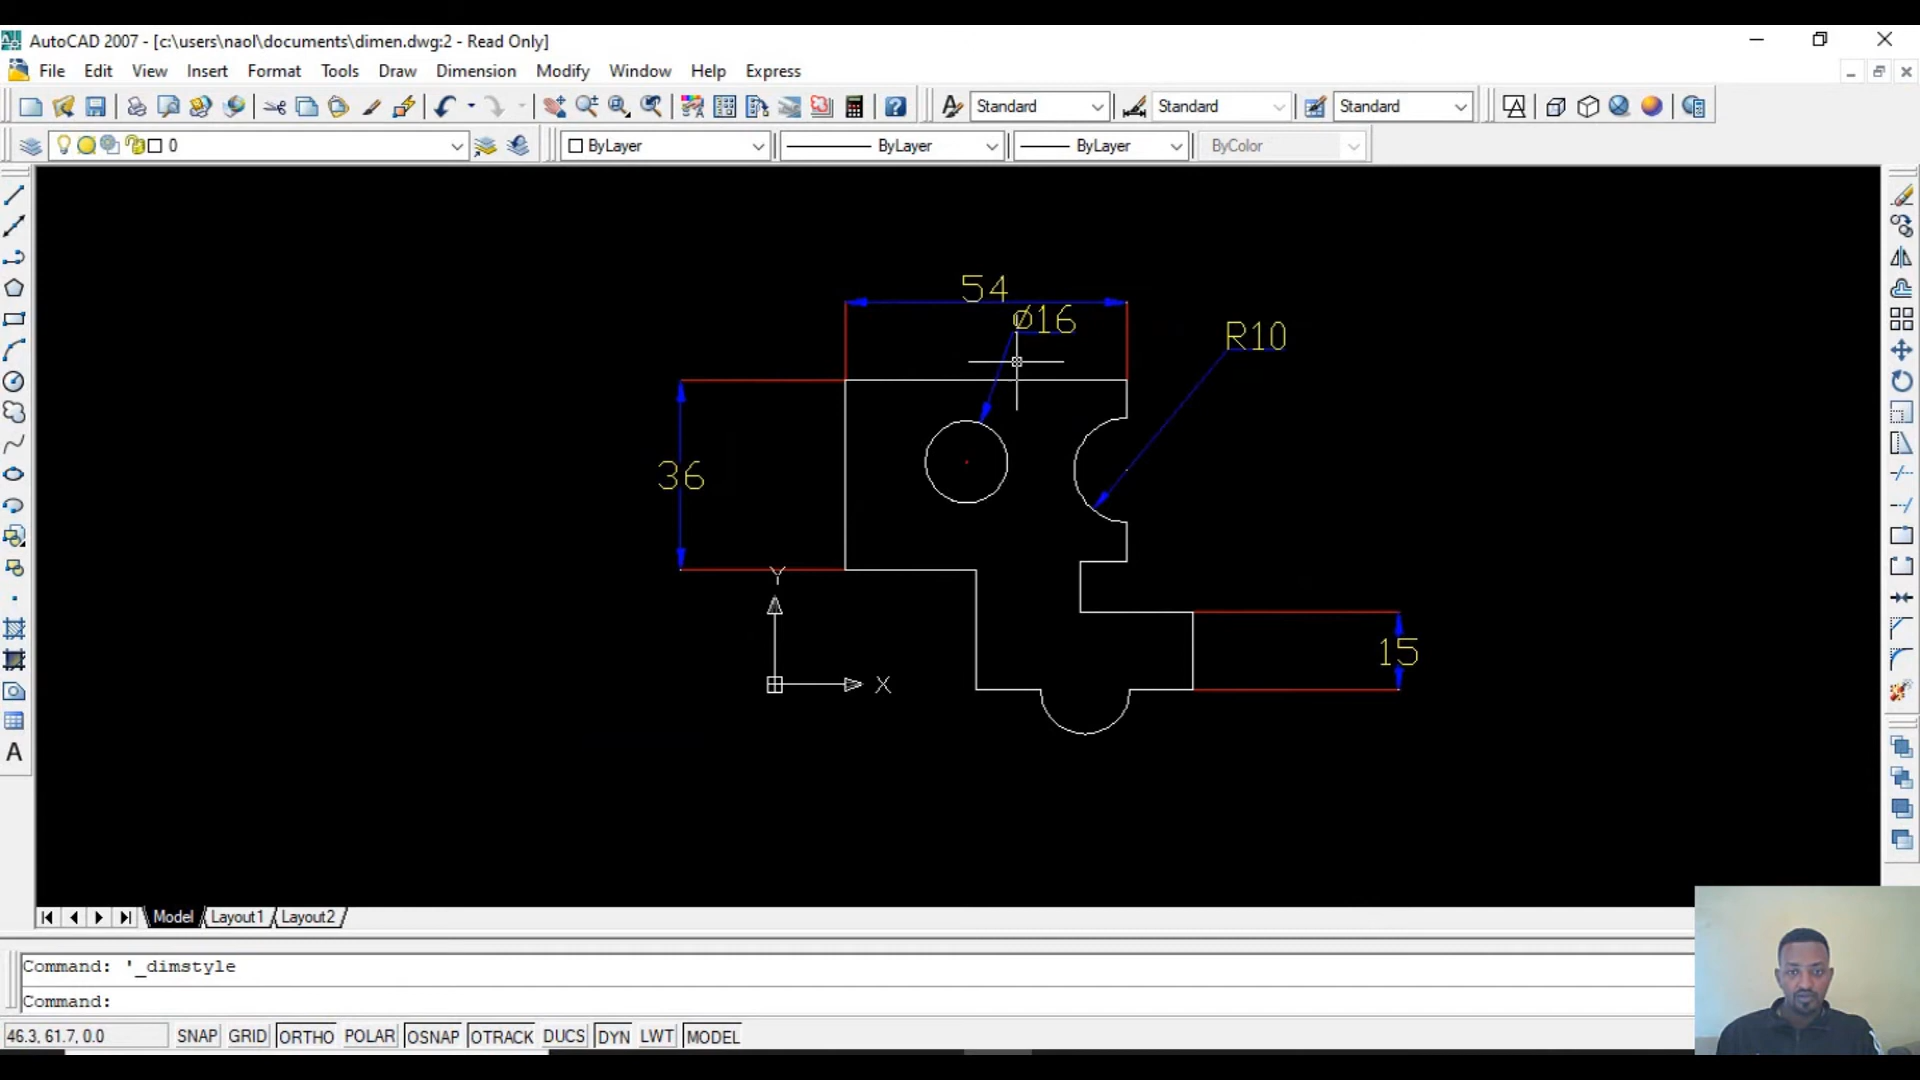 AutoCAD 2007 - [c:\users\naol\documents\dimen.dwg:2 - Read Only]
File Edit View Insert Format Tools Draw Dimension Modify Window Help Express
Standard Standard Standard
0 ByLayer ByLayer ByLayer ByColor
54
ø16
R10
36
15
Y
X
A
Model Layout1 Layout2
Command: '_dimstyle
Command:
46.3, 61.7, 0.0 SNAP GRID ORTHO POLAR OSNAP OTRACK DUCS DYN LWT MODEL